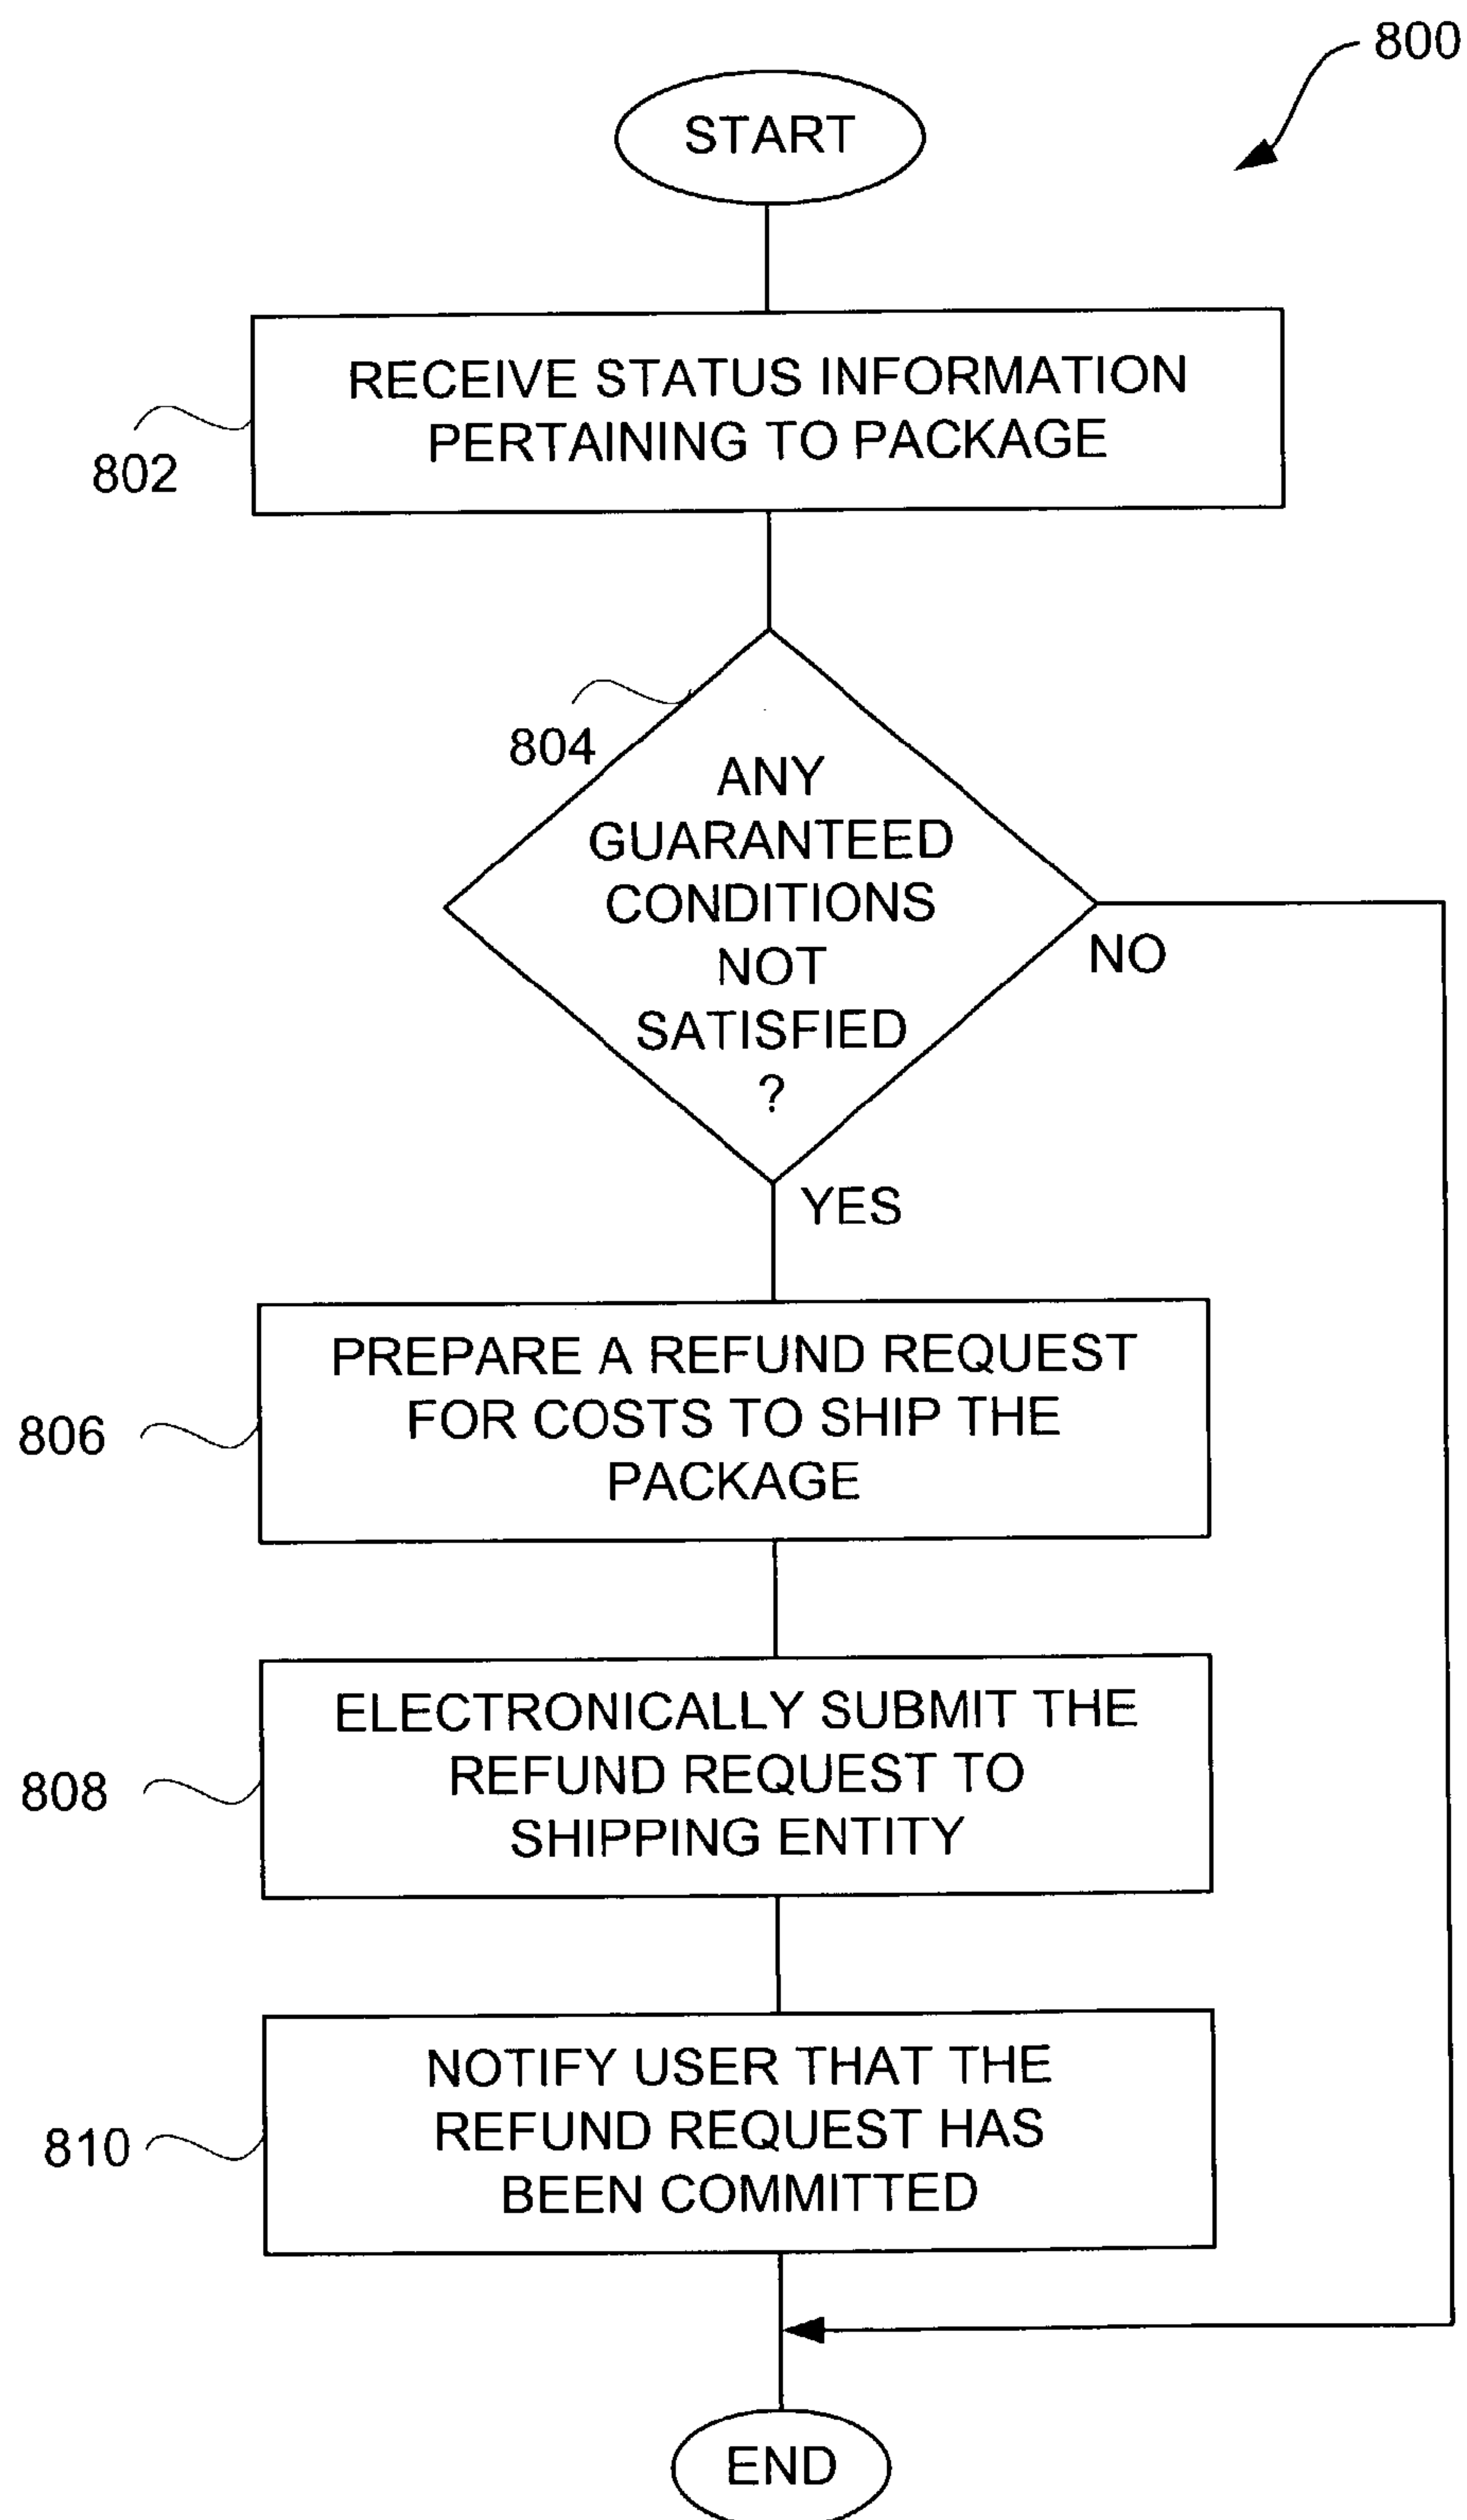 800
START
RECEIVE STATUS INFORMATION
PERTAINING TO PACKAGE
802
804
ANY
GUARANTEED
CONDITIONS
NOT
SATISFIED
?
NO
YES
PREPARE A REFUND REQUEST
FOR COSTS TO SHIP THE
PACKAGE
806
ELECTRONICALLY SUBMIT THE
REFUND REQUEST TO
SHIPPING ENTITY
808
NOTIFY USER THAT THE
REFUND REQUEST HAS
BEEN COMMITTED
810
END